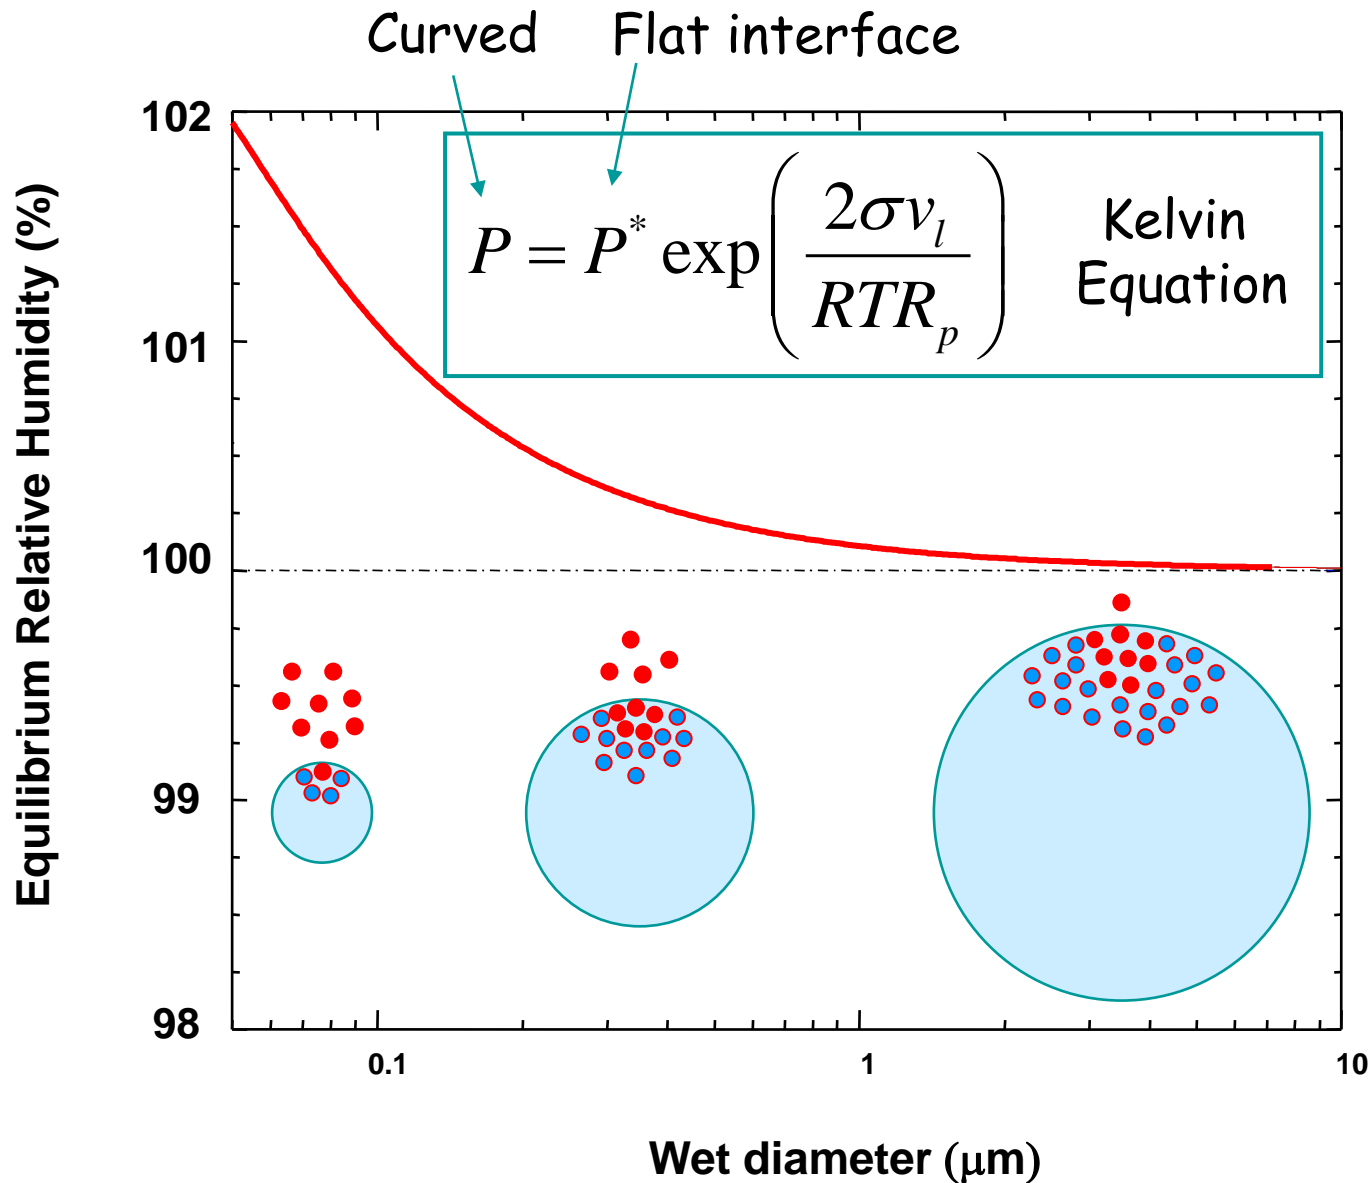 Curved Flat interface
102
101
100
99
98
Equilibrium Relative Humidity (%)
P = P* exp(2σv_l / RTR_p)
Kelvin
Equation
0.1 1 10
Wet diameter (μm)